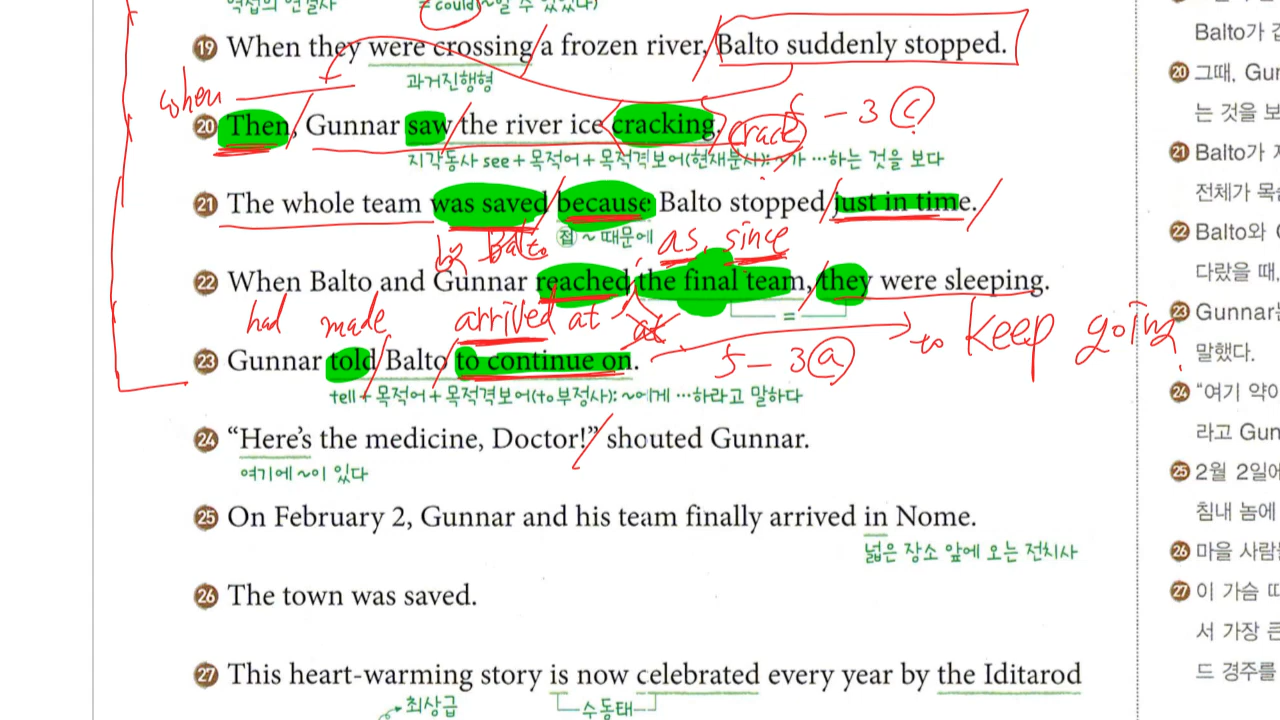 = could(~할 수 있었다)
⑲ When they were crossing a frozen river, Balto suddenly stopped.
과거진행형
when
⑳ Then, Gunnar saw the river ice cracking.
crack
5 - 3 ⓒ
지각동사 see + 목적어 + 목적격보어(현재분사): ~가 …하는 것을 보다
㉑ The whole team was saved because Balto stopped just in time.
by Balto
접 ~ 때문에
as, since
㉒ When Balto and Gunnar reached the final team, they were sleeping.
=
had made
arrived at
at
to keep going
㉓ Gunnar told Balto to continue on.
5 - 3 ⓐ
tell + 목적어 + 목적격보어(to부정사): ~에게 …하라고 말하다
㉔ “Here’s the medicine, Doctor!” shouted Gunnar.
여기에 ~이 있다
㉕ On February 2, Gunnar and his team finally arrived in Nome.
넓은 장소 앞에 오는 전치사
㉖ The town was saved.
㉗ This heart-warming story is now celebrated every year by the Iditarod
최상급
수동태
Balto가
⑳ 그때, Gun
는 것을 보
㉑ Balto가
전체가 목
㉒ Balto와
다랐을 때,
㉓ Gunnar는
말했다.
㉔ “여기 약이
라고 Gun
㉕ 2월 2일에
침내 놈에
㉖ 마을 사람
㉗ 이 가슴
서 가장 큰
드 경주를